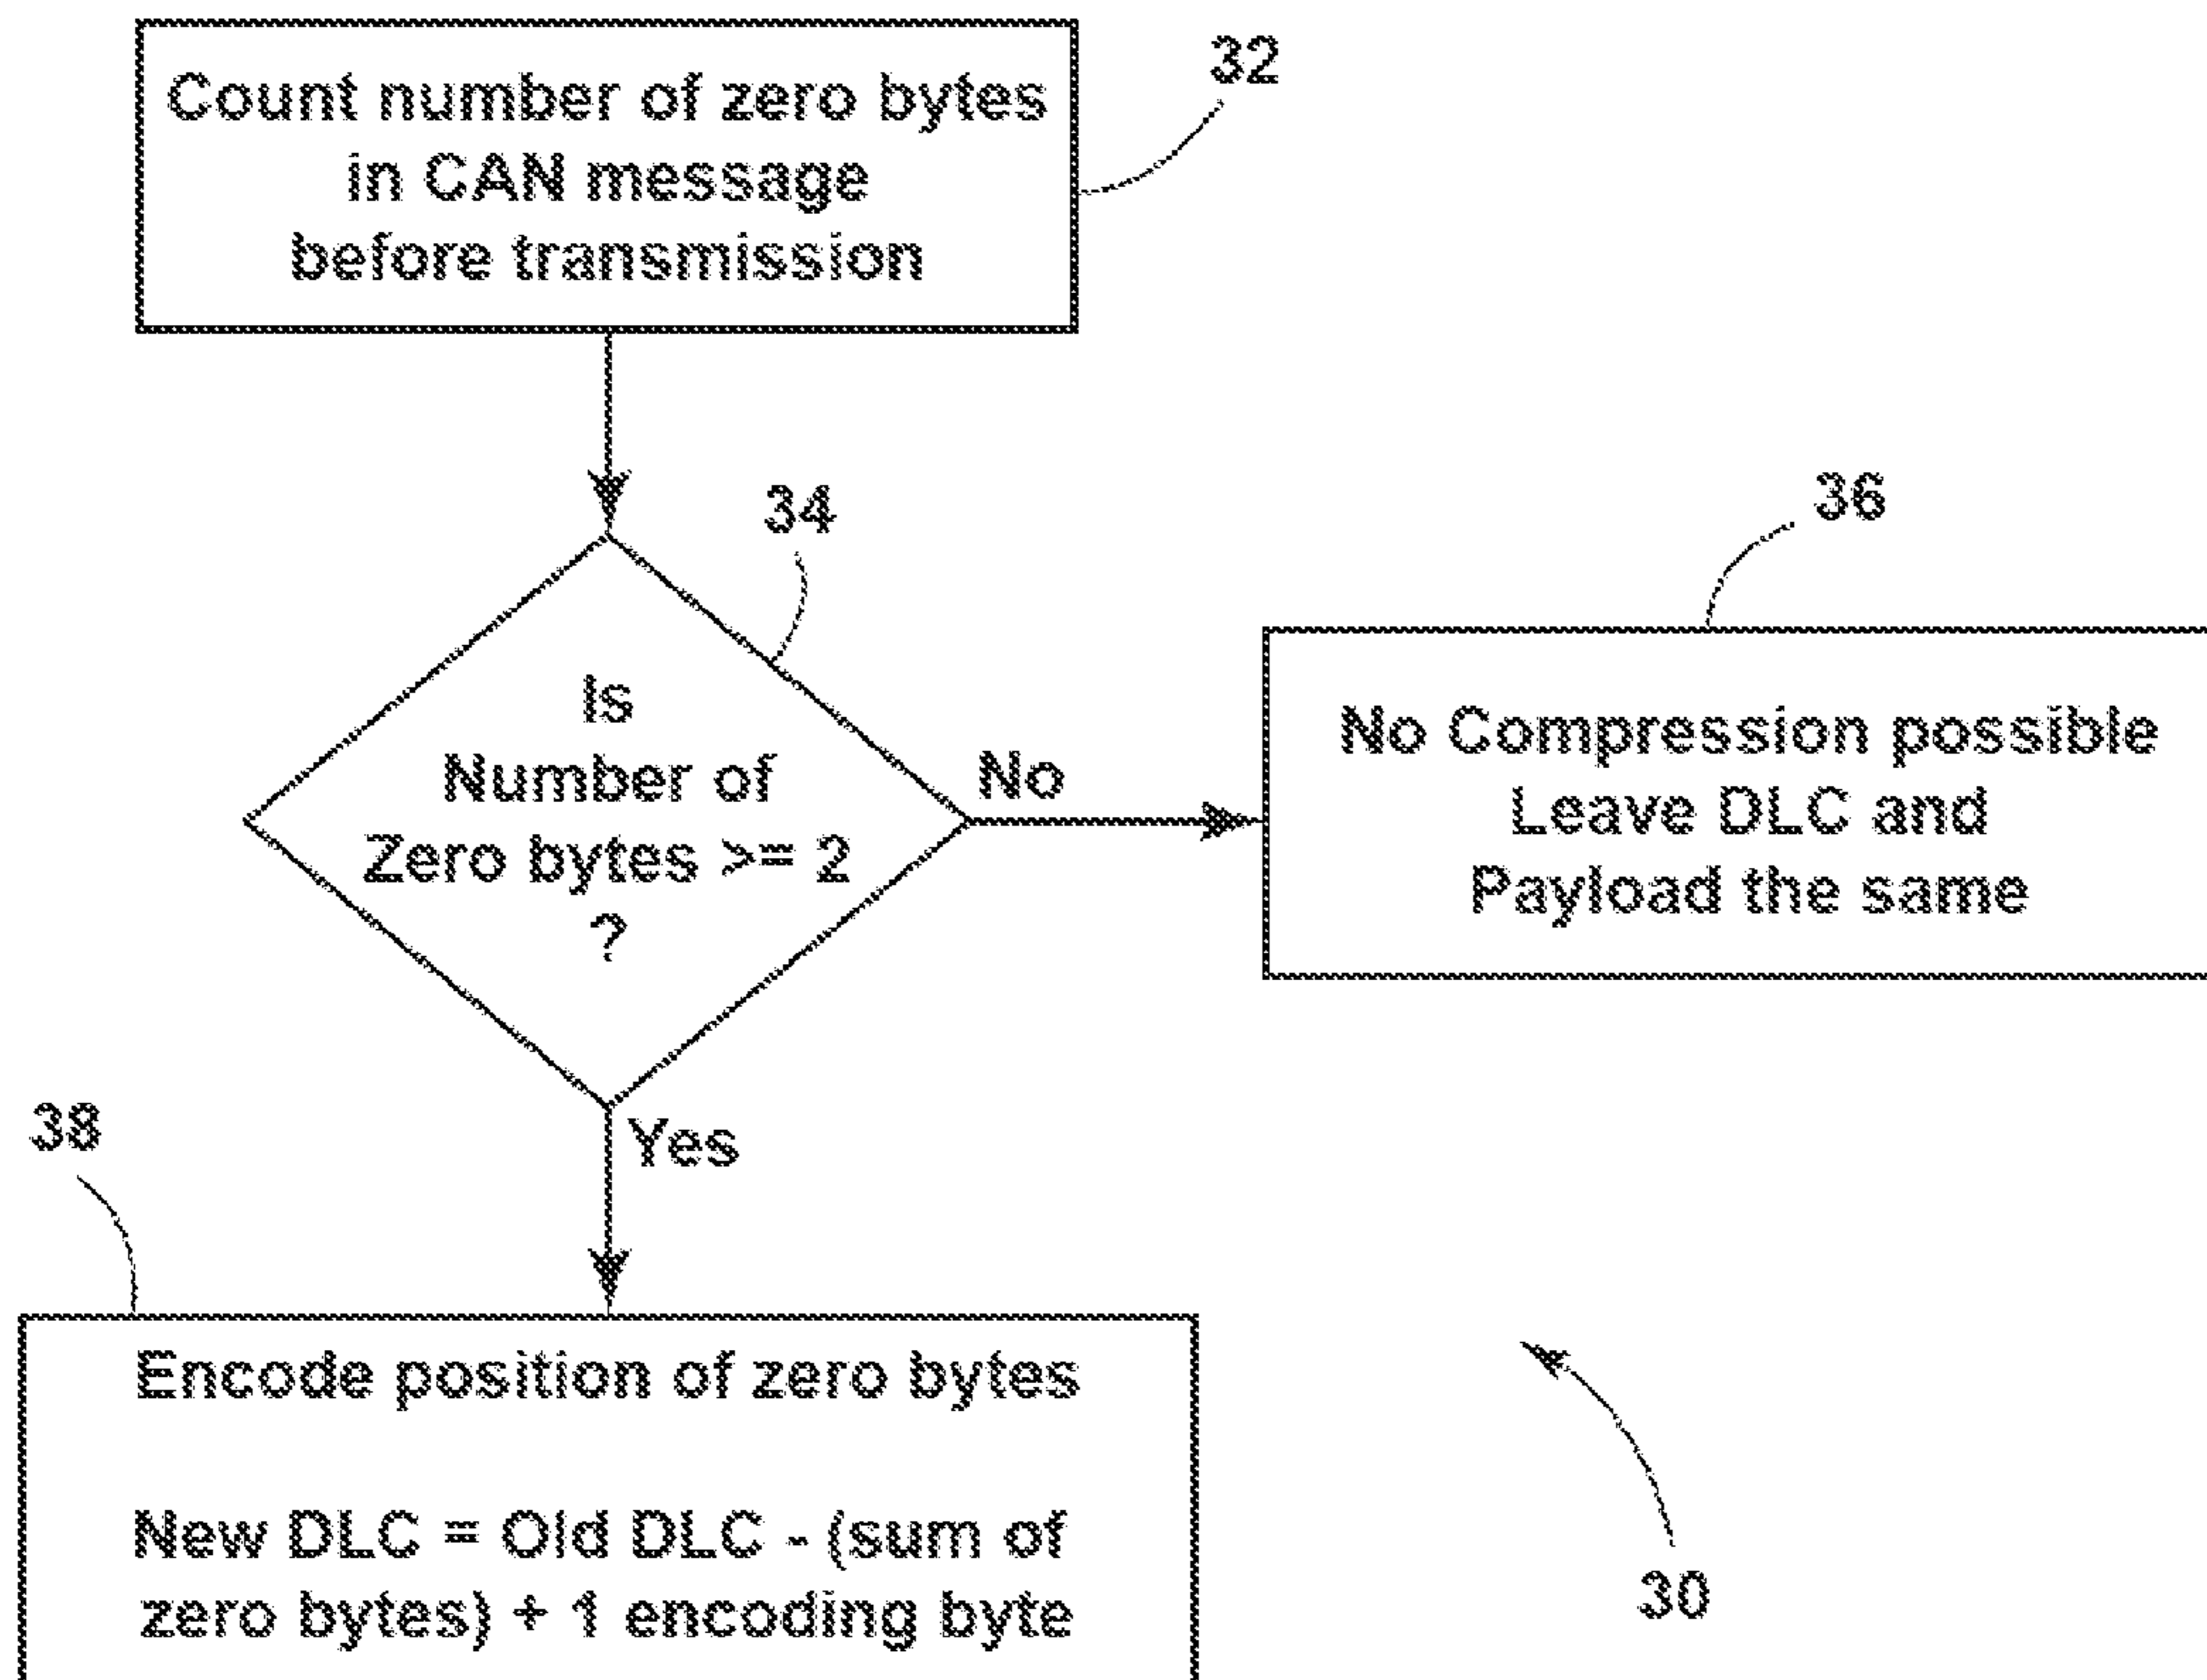 Count number of zero bytes
in CAN message
before transmission
32
34
36
Is
Number of
Zero bytes >= 2
?
No
No Compression possible
Leave DLC and
Payload the same
38
Yes
Encode position of zero bytes
New DLC = Old DLC - (sum of
zero bytes) + 1 encoding byte
30